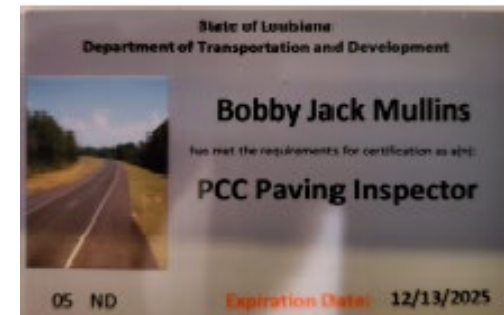 State of Louisiana
Department of Transportation and Development
Bobby Jack Mullins
has met the requirements for certification as a(n):
PCC Paving Inspector
05 ND
Expiration Date: 12/13/2025